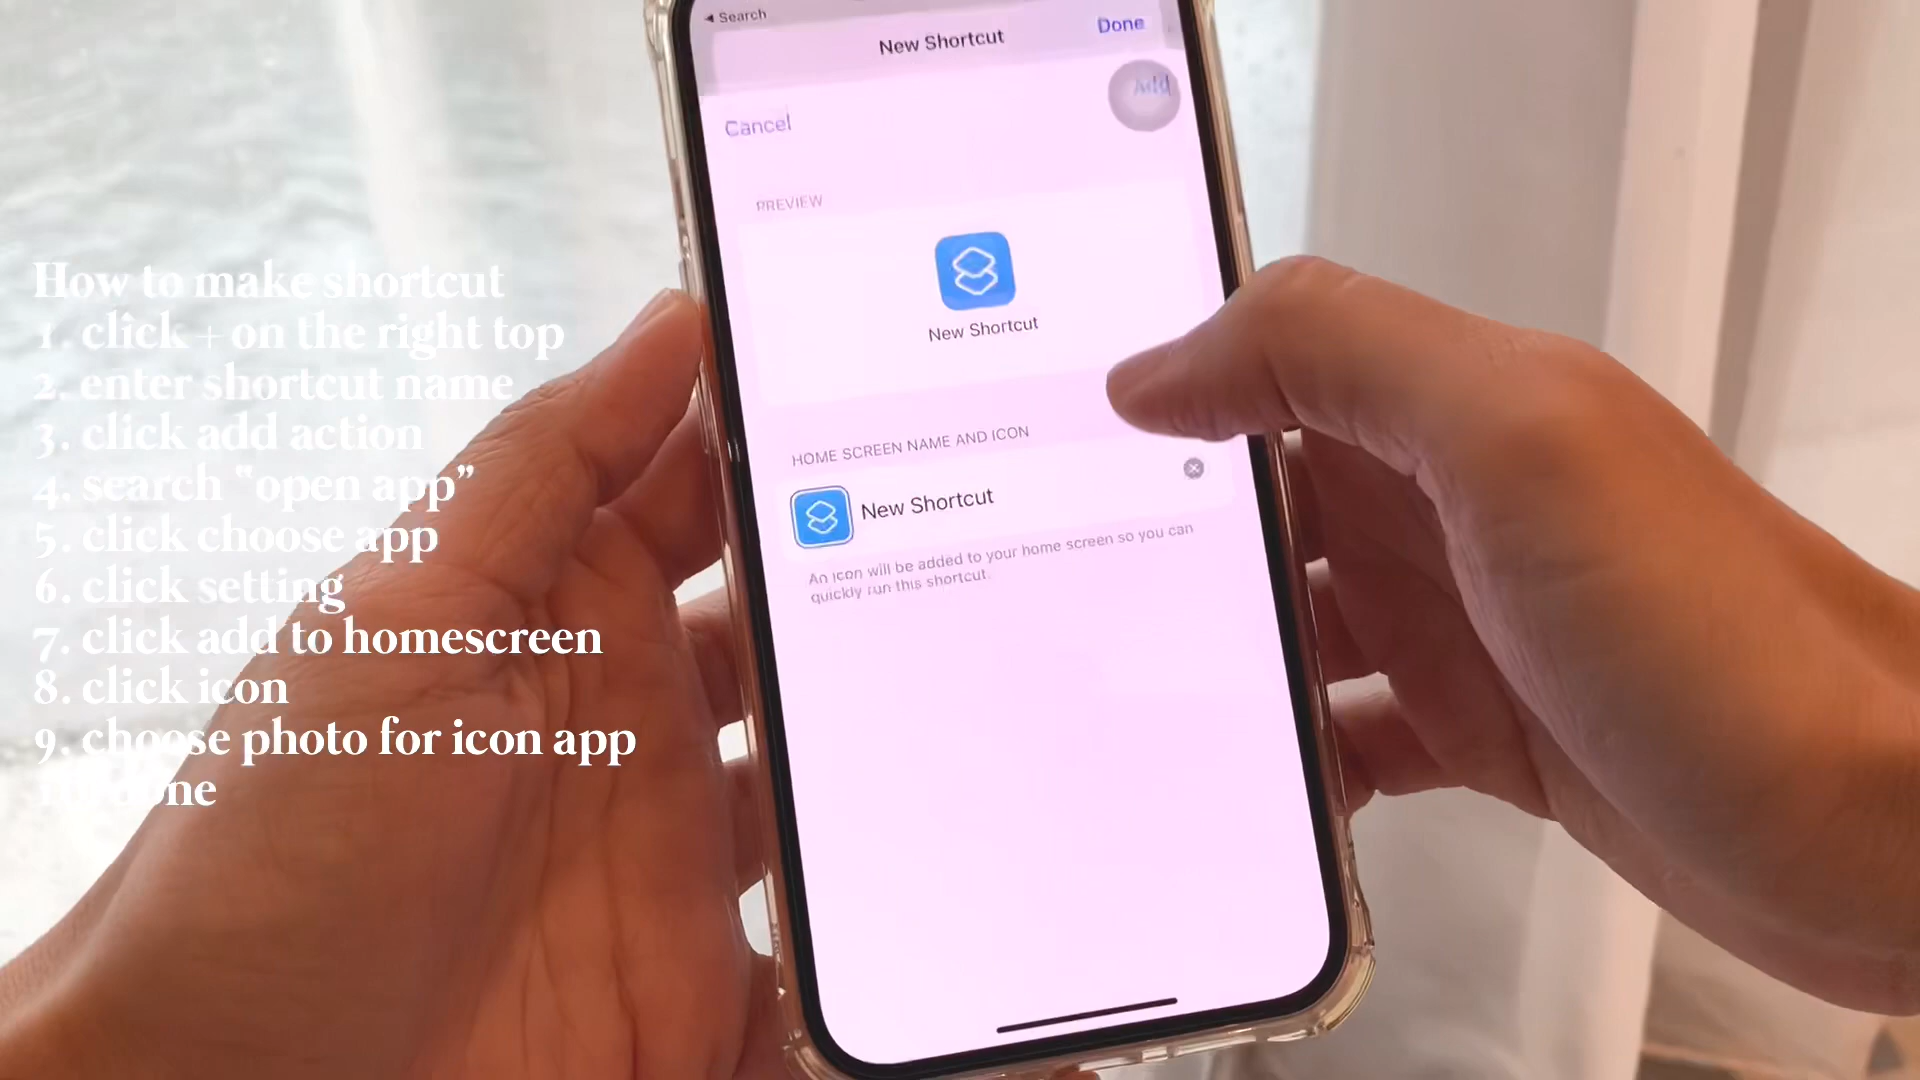 How to make shortcut
1. click + on the right top
2. enter shortcut name
3. click add action
4. search “open app”
5. click choose app
6. click setting
7. click add to homescreen
8. click icon
9. choose photo for icon app
◀ Search
New Shortcut
Done
Add
Cancel
PREVIEW
New Shortcut
HOME SCREEN NAME AND ICON
New Shortcut
An icon will be added to your home screen so you can
quickly run this shortcut.